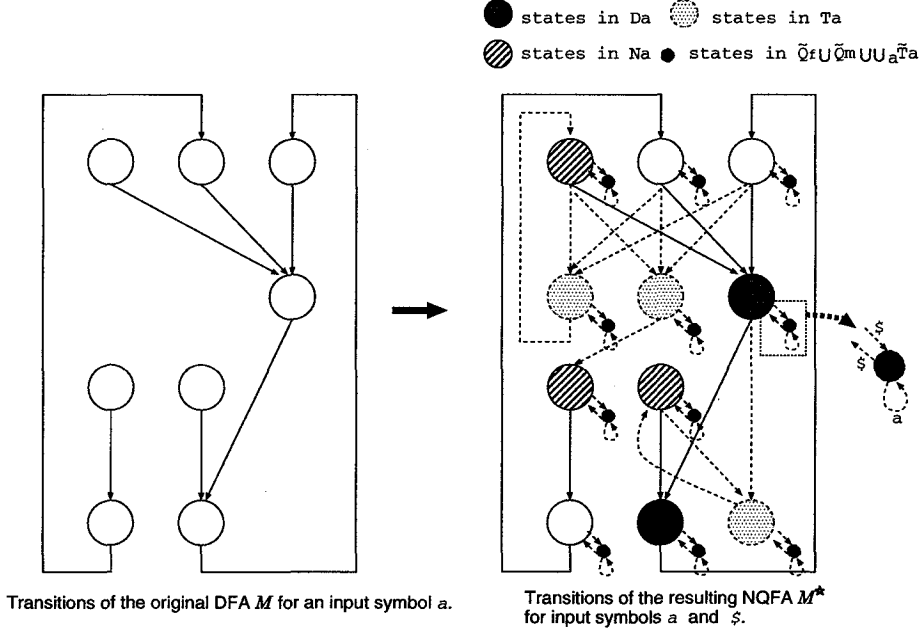 states in Da states in Ta
states in Na states in Q̃f∪Q̃m∪∪aT̃a
$
$
a
Transitions of the original DFA M for an input symbol a.
Transitions of the resulting NQFA M*
for input symbols a and $.